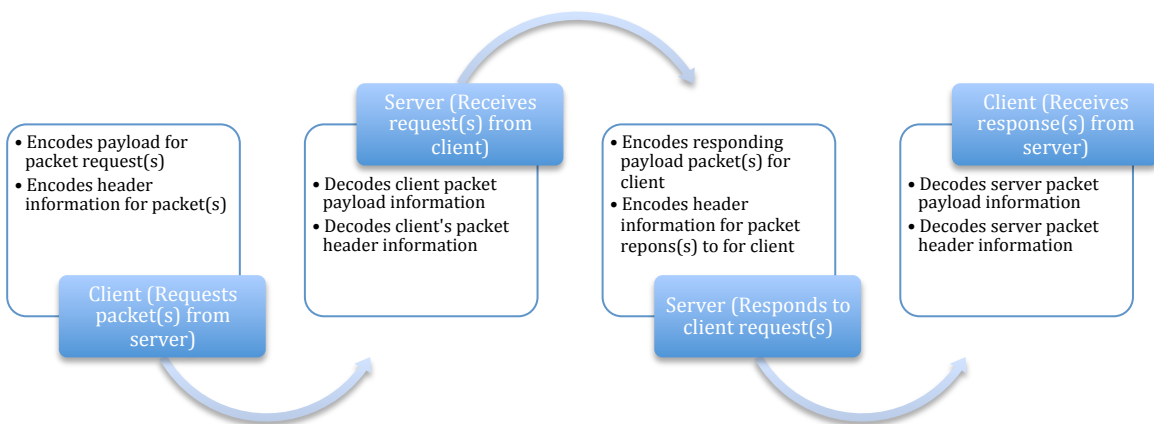 • Encodes payload for
packet request(s)
• Encodes header
information for packet(s)
Client (Requests
packet(s) from
server)
Server (Receives
request(s) from
client)
• Decodes client packet
payload information
• Decodes client's packet
header information
• Encodes responding
payload packet(s) for
client
• Encodes header
information for packet
repons(s) to for client
Server (Responds to
client request(s)
Client (Receives
response(s) from
server)
• Decodes server packet
payload information
• Decodes server packet
header information